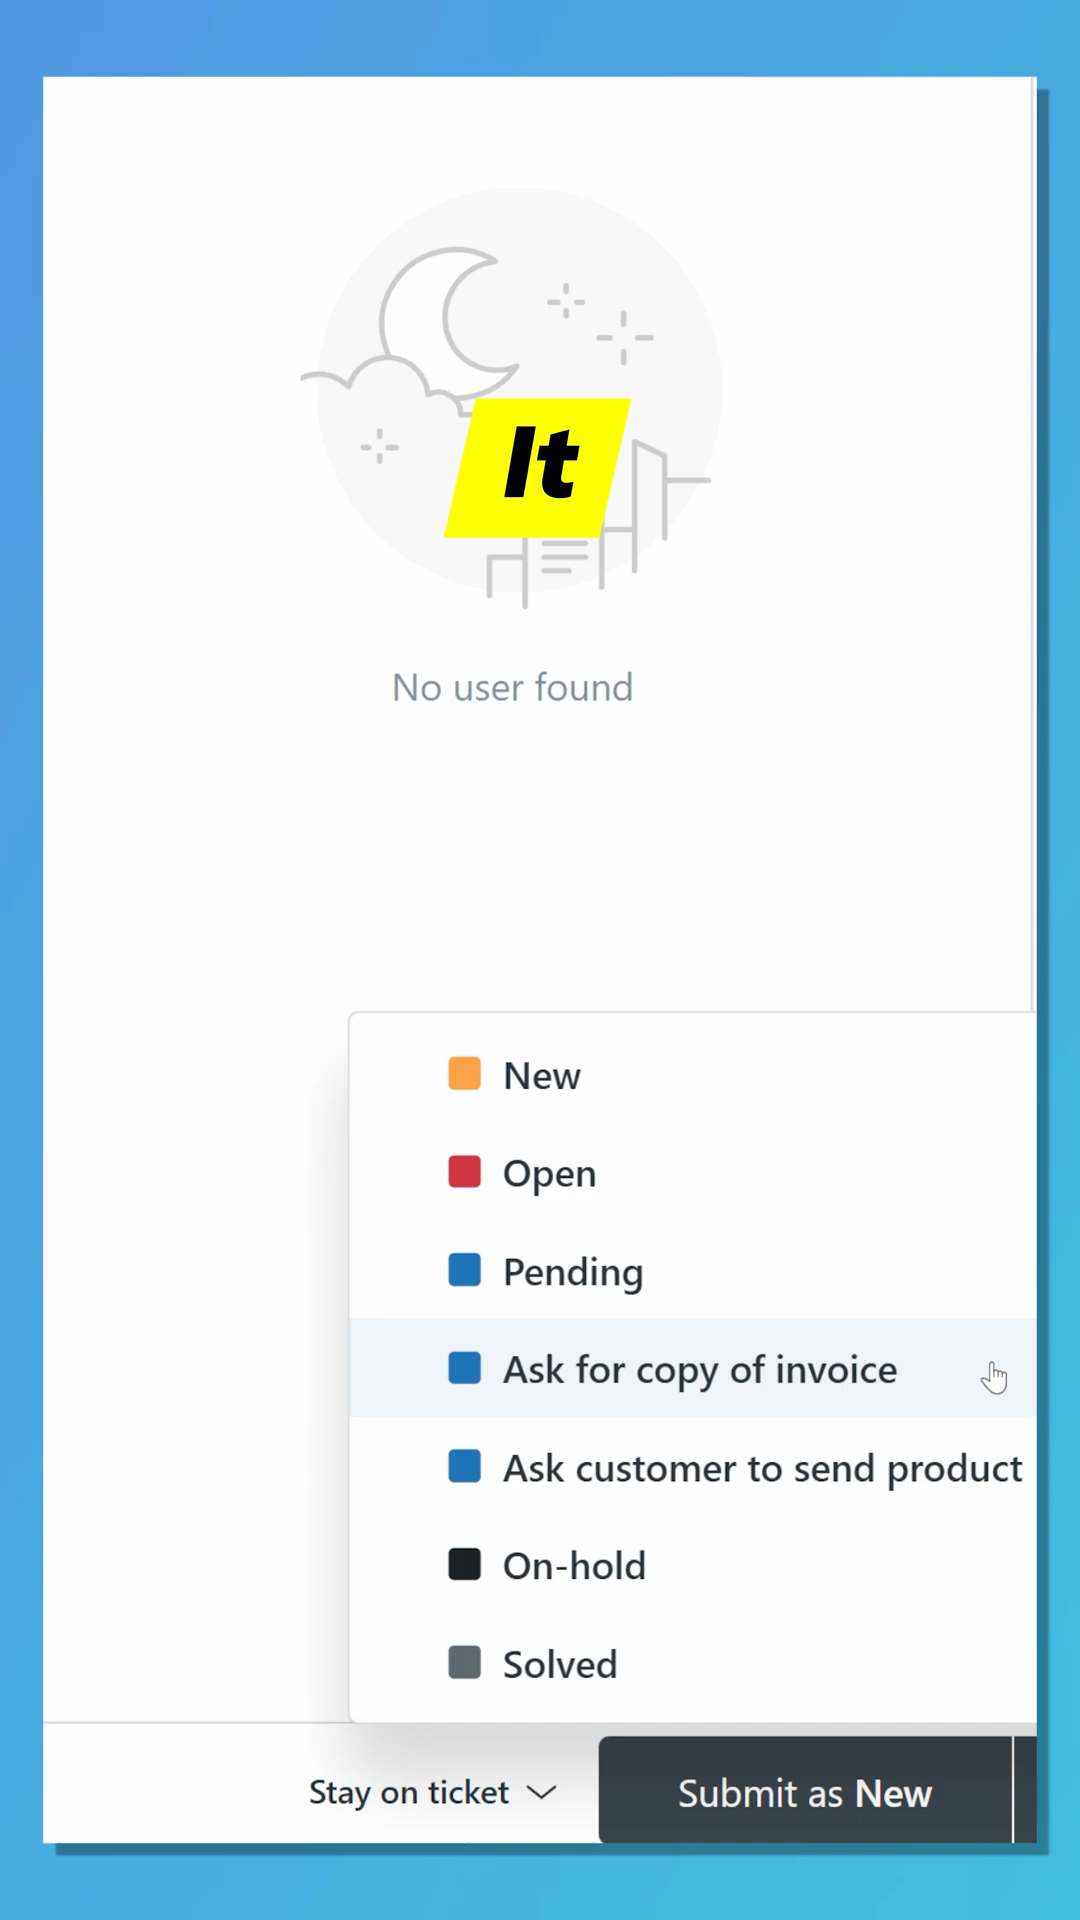 It
No user found
New
Open
Pending
Ask for copy of invoice
Ask customer to send product
On-hold
Solved
Stay on ticket
Submit as New